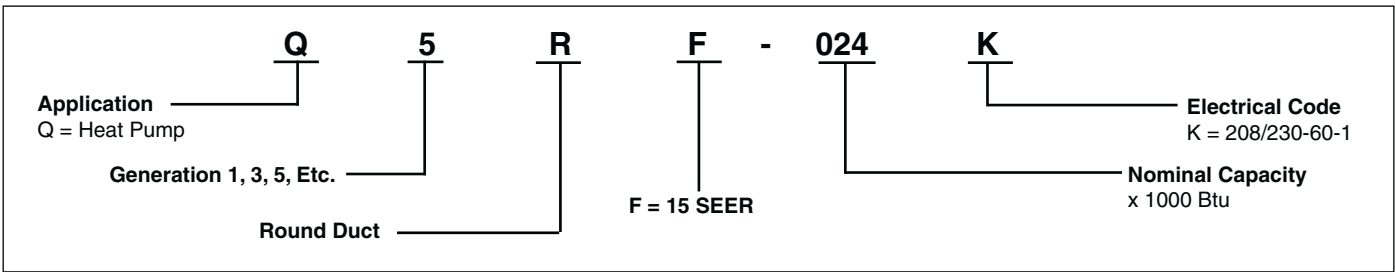 Q 5 R F - 024 K
Application
Q = Heat Pump
Electrical Code
K = 208/230-60-1
Generation 1, 3, 5, Etc.
Nominal Capacity
x 1000 Btu
F = 15 SEER
Round Duct